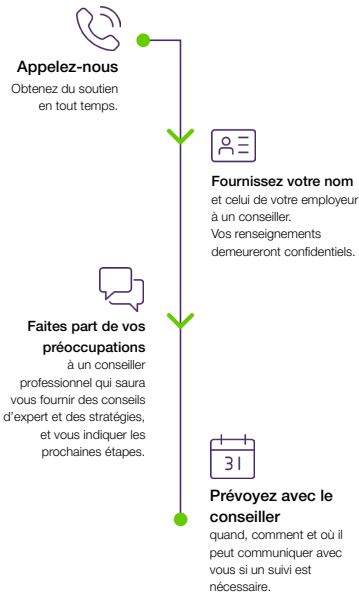 Appelez-nous
Obtenez du soutien
en tout temps.
Fournissez votre nom
et celui de votre employeur
à un conseiller.
Vos renseignements
demeureront confidentiels.
Faites part de vos
préoccupations
à un conseiller
professionnel qui saura
vous fournir des conseils
d'expert et des stratégies,
et vous indiquer les
prochaines étapes.
31
Prévoyez avec le
conseiller
quand, comment et où il
peut communiquer avec
vous si un suivi est
nécessaire.